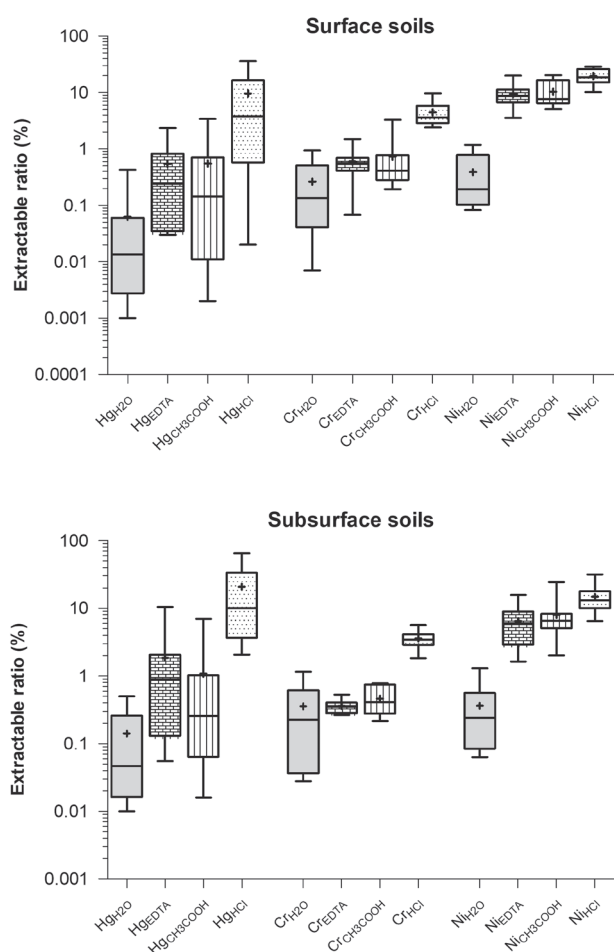 Surface soils
Extractable ratio (%)
100
10
1
0.1
0.01
0.001
0.0001
HgH2O
HgEDTA
HgCH3COOH
HgHCl
CrH2O
CrEDTA
CrCH3COOH
CrHCl
NiH2O
NiEDTA
NiCH3COOH
NiHCl
Subsurface soils
Extractable ratio (%)
100
10
1
0.1
0.01
0.001
HgH2O
HgEDTA
HgCH3COOH
HgHCl
CrH2O
CrEDTA
CrCH3COOH
CrHCl
NiH2O
NiEDTA
NiCH3COOH
NiHCl